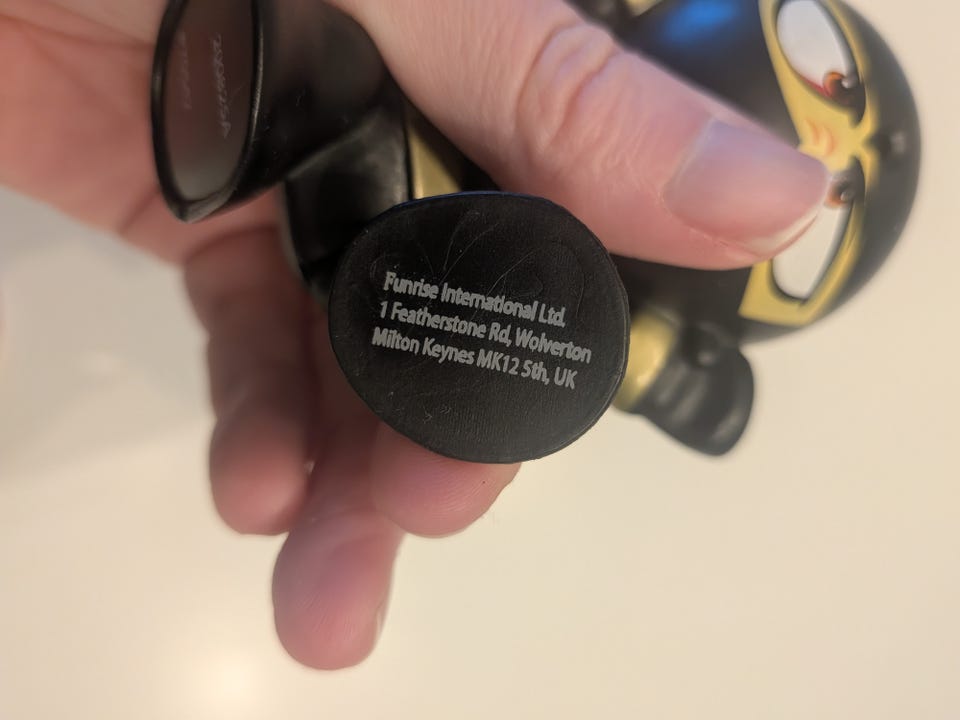 Funrise International Ltd.
1 Featherstone Rd, Wolverton
Milton Keynes MK12 5th, UK